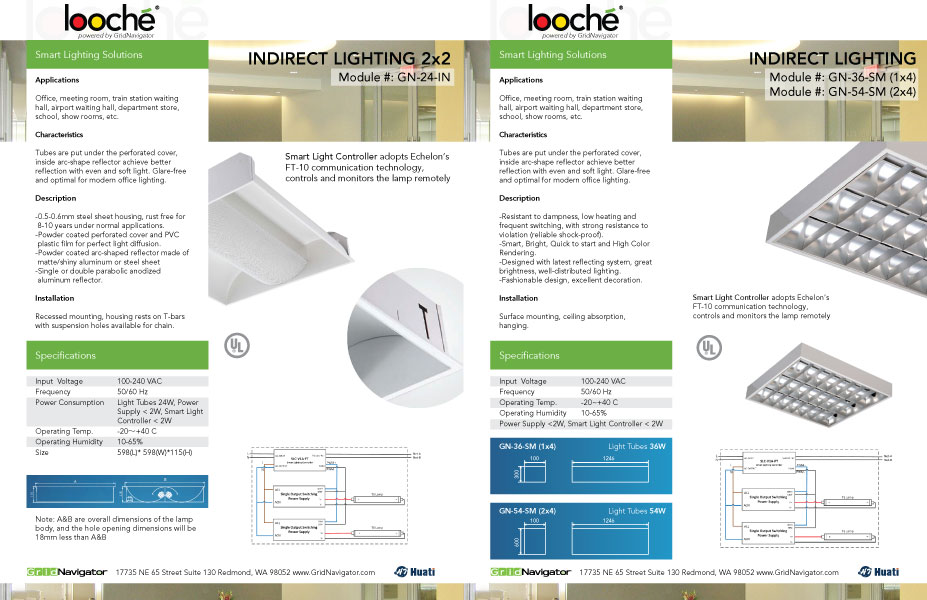 looché®
powered by GridNavigator
Smart Lighting Solutions
INDIRECT LIGHTING 2x2
Module #: GN-24-IN
Applications
Office, meeting room, train station waiting
hall, airport waiting hall, department store,
school, show rooms, etc.
Characteristics
Tubes are put under the perforated cover,
inside arc-shape reflector achieve better
reflection with even and soft light. Glare-free
and optimal for modern office lighting.
Smart Light Controller adopts Echelon's
FT-10 communication technology,
controls and monitors the lamp remotely
Description
-0.5-0.6mm steel sheet housing, rust free for
8-10 years under normal applications.
-Powder coated perforated cover and PVC
plastic film for perfect light diffusion.
-Powder coated arc-shaped reflector made of
matte/shiny aluminum or steel sheet
-Single or double parabolic anodized
aluminum reflector.
Installation
Recessed mounting, housing rests on T-bars
with suspension holes available for chain.
UL
Specifications
Input Voltage 100-240 VAC
Frequency 50/60 Hz
Power Consumption Light Tubes 24W, Power
Supply < 2W, Smart Light
Controller < 2W
Operating Temp. -20~+40 C
Operating Humidity 10-65%
Size 598(L)* 598(W)*115(H)
A
B
Note: A&B are overall dimensions of the lamp
body, and the hole opening dimensions will be
18mm less than A&B
Single Output Switching
Power Supply
Single Output Switching
Power Supply
GridNavigator 17735 NE 65 Street Suite 130 Redmond, WA 98052 www.GridNavigator.com Huati
looché®
powered by GridNavigator
Smart Lighting Solutions
INDIRECT LIGHTING
Module #: GN-36-SM (1x4)
Module #: GN-54-SM (2x4)
Applications
Office, meeting room, train station waiting
hall, airport waiting hall, department store,
school, show rooms, etc.
Characteristics
Tubes are put under the perforated cover,
inside arc-shape reflector achieve better
reflection with even and soft light. Glare-free
and optimal for modern office lighting.
Description
-Resistant to dampness, low heating and
frequent switching, with strong resistance to
violation (reliable shock-proof).
-Smart, Bright, Quick to start and High Color
Rendering.
-Designed with latest reflecting system, great
brightness, well-distributed lighting.
-Fashionable design, excellent decoration.
Installation
Surface mounting, ceiling absorption,
hanging.
Smart Light Controller adopts Echelon's
FT-10 communication technology,
controls and monitors the lamp remotely
UL
Specifications
Input Voltage 100-240 VAC
Frequency 50/60 Hz
Operating Temp. -20~+40 C
Operating Humidity 10-65%
Power Supply <2W, Smart Light Controller < 2W
GN-36-SM (1x4) Light Tubes 36W
100 1246
300
GN-54-SM (2x4) Light Tubes 54W
100 1246
600
Single Output Switching
Power Supply
Single Output Switching
Power Supply
GridNavigator 17735 NE 65 Street Suite 130 Redmond, WA 98052 www.GridNavigator.com Huati